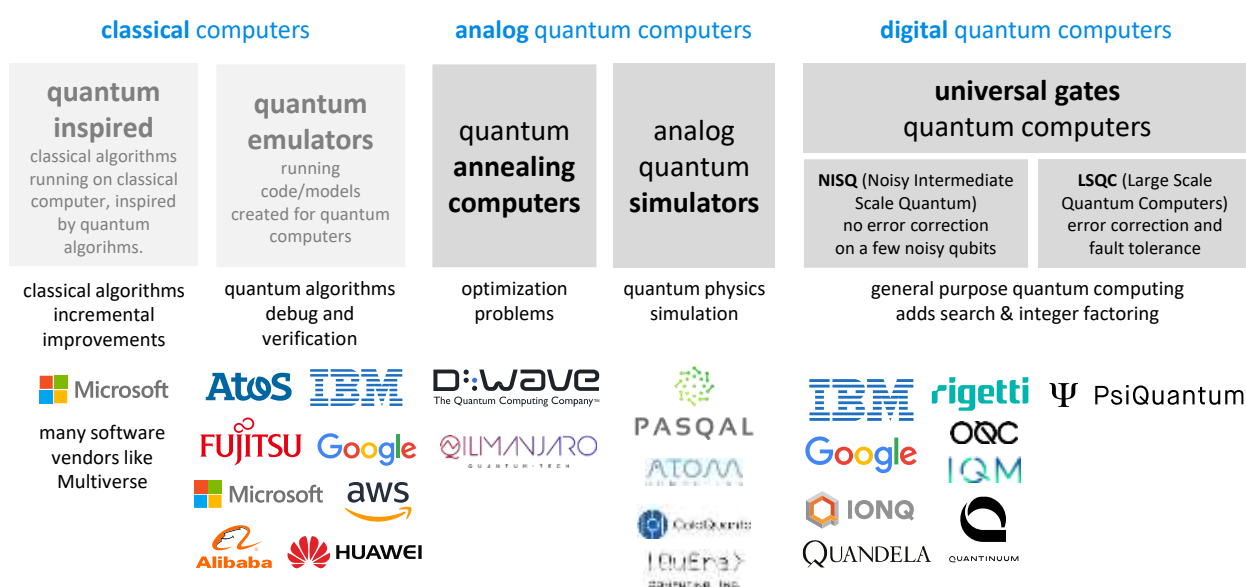 classical computers
analog quantum computers
digital quantum computers
quantum
inspired
classical algorithms
running on classical
computer, inspired
by quantum
algorihms.
quantum
emulators
running
code/models
created for quantum
computers
quantum
annealing
computers
analog
quantum
simulators
universal gates
quantum computers
NISQ (Noisy Intermediate
Scale Quantum)
no error correction
on a few noisy qubits
LSQC (Large Scale
Quantum Computers)
error correction and
fault tolerance
classical algorithms
incremental
improvements
quantum algorithms
debug and
verification
optimization
problems
quantum physics
simulation
general purpose quantum computing
adds search & integer factoring
Microsoft
many software
vendors like
Multiverse
Atos
IBM
FUJITSU
Google
Microsoft
aws
Alibaba
HUAWEI
D:wave
The Quantum Computing Company™
QILIMANJARO
QUANTUM-TECH
PASQAL
ATOM
ColdQuanta
|QuEra>
COMPUTING INC.
IBM
rigetti
Ψ PsiQuantum
Google
OQC
IQM
IONQ
QUANDELA
QUANTINUUM